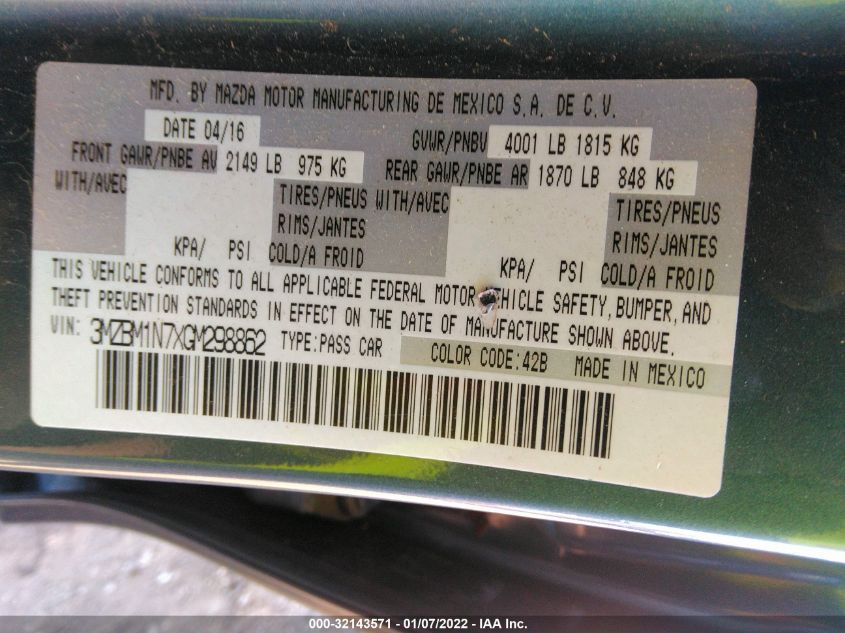 MFD. BY MAZDA MOTOR MANUFACTURING DE MEXICO S.A. DE C.V.
DATE 04/16 GVWR/PNBV 4001 LB 1815 KG
FRONT GAWR/PNBE AV 2149 LB 975 KG REAR GAWR/PNBE AR 1870 LB 848 KG
WITH/AVEC TIRES/PNEUS WITH/AVEC TIRES/PNEUS
RIMS/JANTES RIMS/JANTES
KPA/ PSI COLD/A FROID KPA/ PSI COLD/A FROID
THIS VEHICLE CONFORMS TO ALL APPLICABLE FEDERAL MOTOR VEHICLE SAFETY, BUMPER, AND
THEFT PREVENTION STANDARDS IN EFFECT ON THE DATE OF MANUFACTURE SHOWN ABOVE.
VIN: 3MZBM1N7XGM298862 TYPE:PASS CAR COLOR CODE:42B MADE IN MEXICO
000-32143571 - 01/07/2022 - IAA Inc.